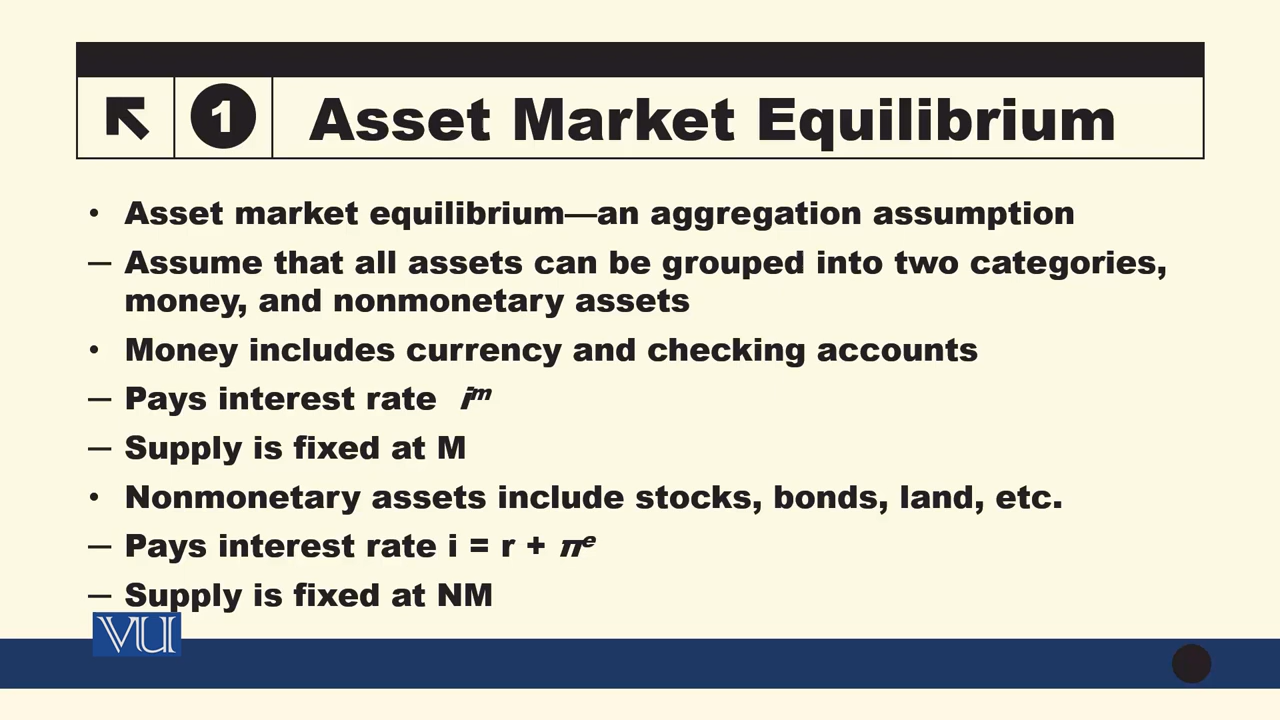 1 Asset Market Equilibrium
• Asset market equilibrium—an aggregation assumption
— Assume that all assets can be grouped into two categories,
money, and nonmonetary assets
• Money includes currency and checking accounts
— Pays interest rate iᵐ
— Supply is fixed at M
• Nonmonetary assets include stocks, bonds, land, etc.
— Pays interest rate i = r + πᵉ
— Supply is fixed at NM
VU